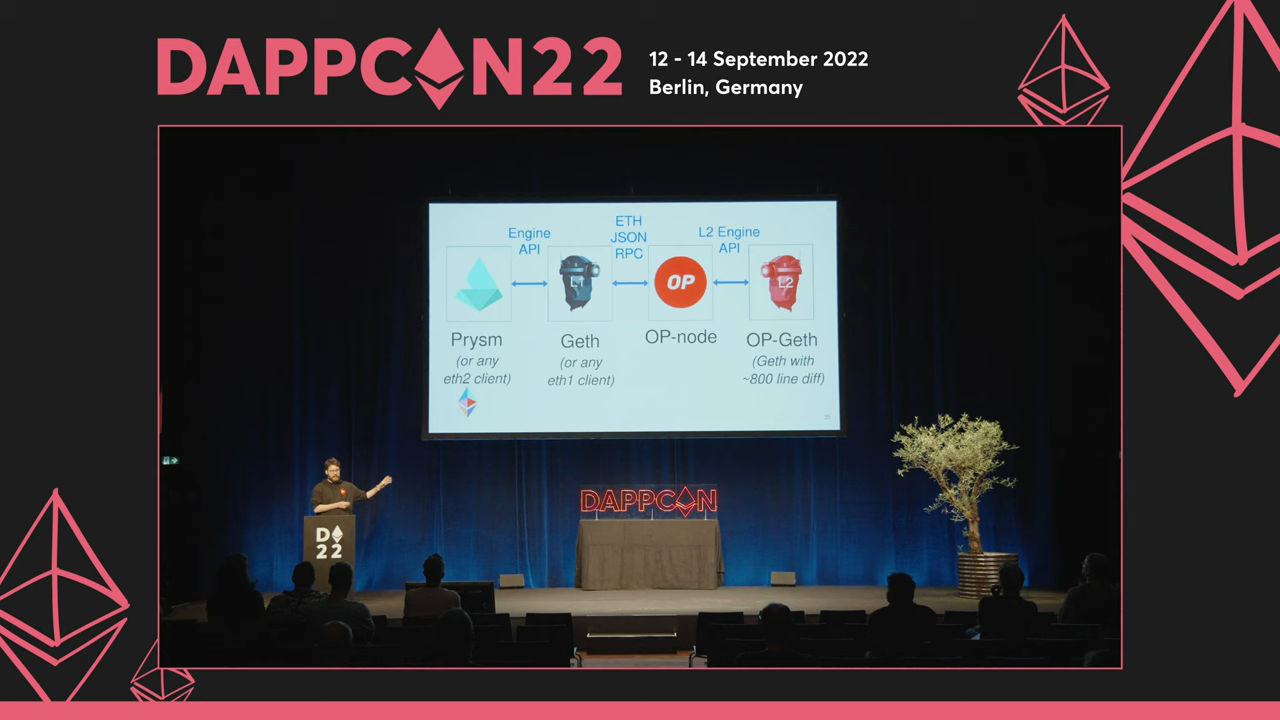 DAPPCON22
12 - 14 September 2022
Berlin, Germany
Engine
API
ETH
JSON
RPC
L2 Engine
API
L1
OP
L2
Prysm
(or any
eth2 client)
Geth
(or any
eth1 client)
OP-node
OP-Geth
(Geth with
~800 line diff)
DAPPCON
D
22